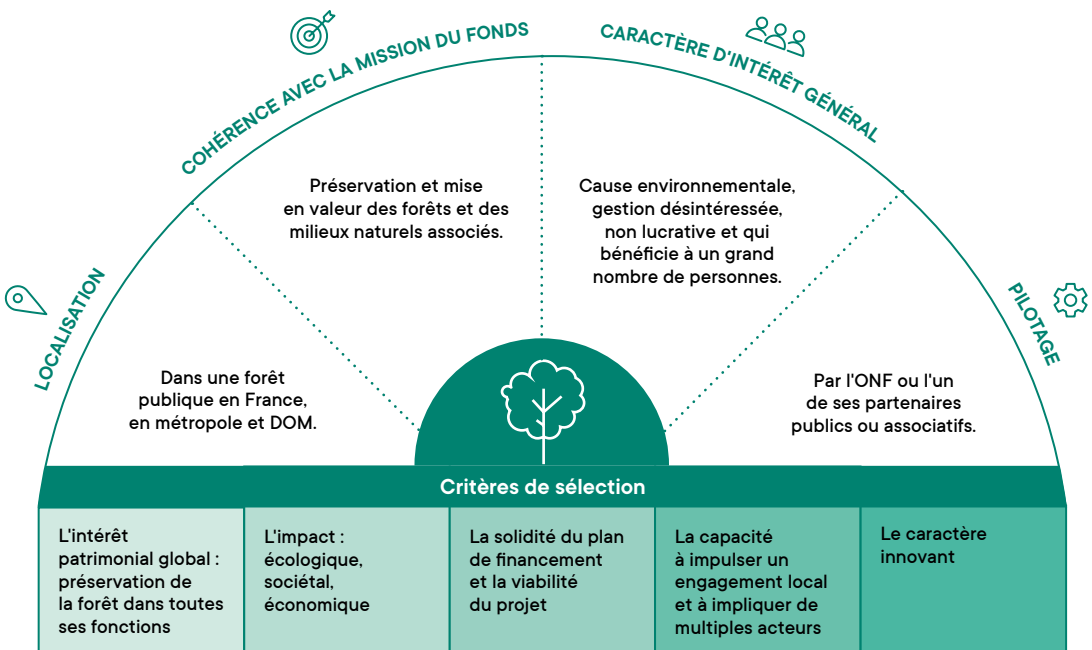 COHÉRENCE AVEC LA MISSION DU FONDS
CARACTÈRE D'INTÉRÊT GÉNÉRAL
LOCALISATION
PILOTAGE
Préservation et mise
en valeur des forêts et des
milieux naturels associés.
Cause environnementale,
gestion désintéressée,
non lucrative et qui
bénéficie à un grand
nombre de personnes.
Dans une forêt
publique en France,
en métropole et DOM.
Par l'ONF ou l'un
de ses partenaires
publics ou associatifs.
Critères de sélection
L'intérêt
patrimonial global :
préservation de
la forêt dans toutes
ses fonctions
L'impact :
écologique,
sociétal,
économique
La solidité du plan
de financement
et la viabilité
du projet
La capacité
à impulser un
engagement local
et à impliquer de
multiples acteurs
Le caractère
innovant